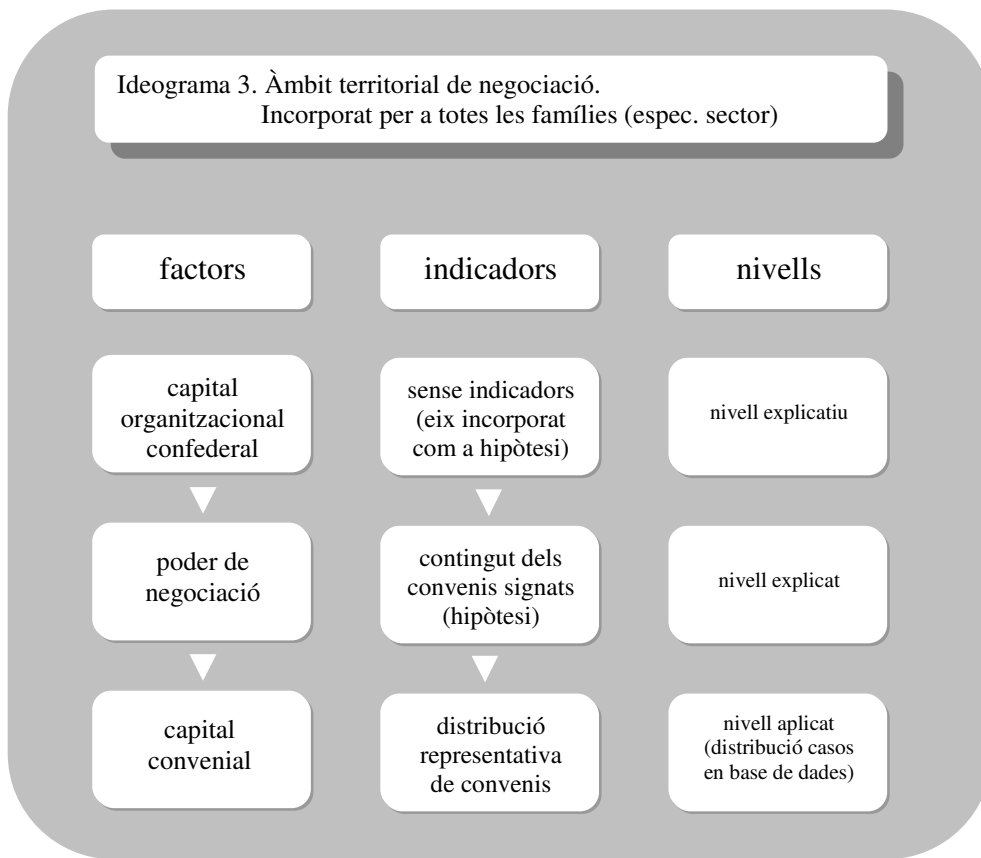 Ideograma 3. Àmbit territorial de negociació.
Incorporat per a totes les famílies (espec. sector)
factors
indicadors
nivells
capital
organitzacional
confederal
sense indicadors
(eix incorporat
com a hipòtesi)
nivell explicatiu
poder de
negociació
contingut dels
convenis signats
(hipòtesi)
nivell explicat
capital
convenial
distribució
representativa
de convenis
nivell aplicat
(distribució casos
en base de dades)